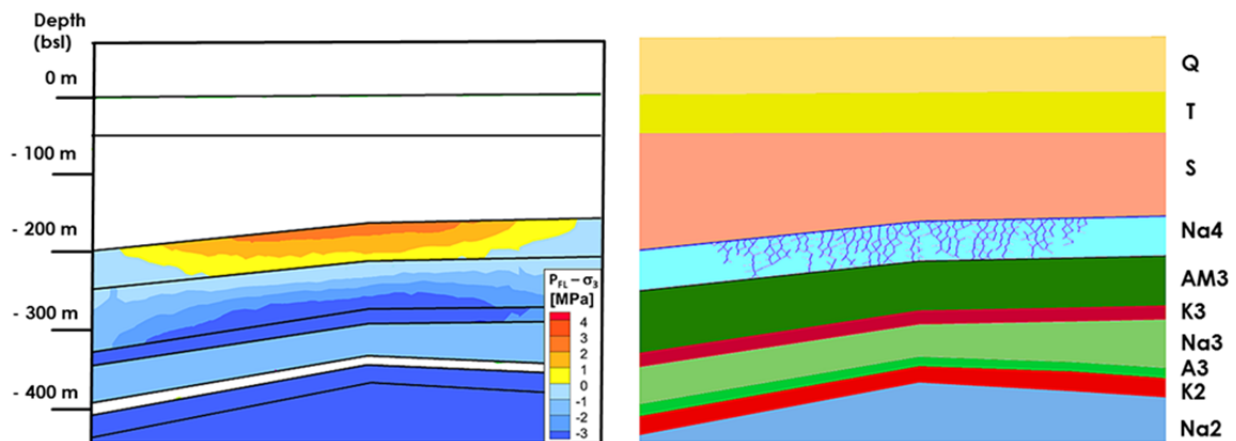 Depth
(bsl)
0 m
- 100 m
- 200 m
- 300 m
- 400 m
P_FL – σ_3
[MPa]
4
3
2
1
0
-1
-2
-3
Q
T
S
Na4
AM3
K3
Na3
A3
K2
Na2